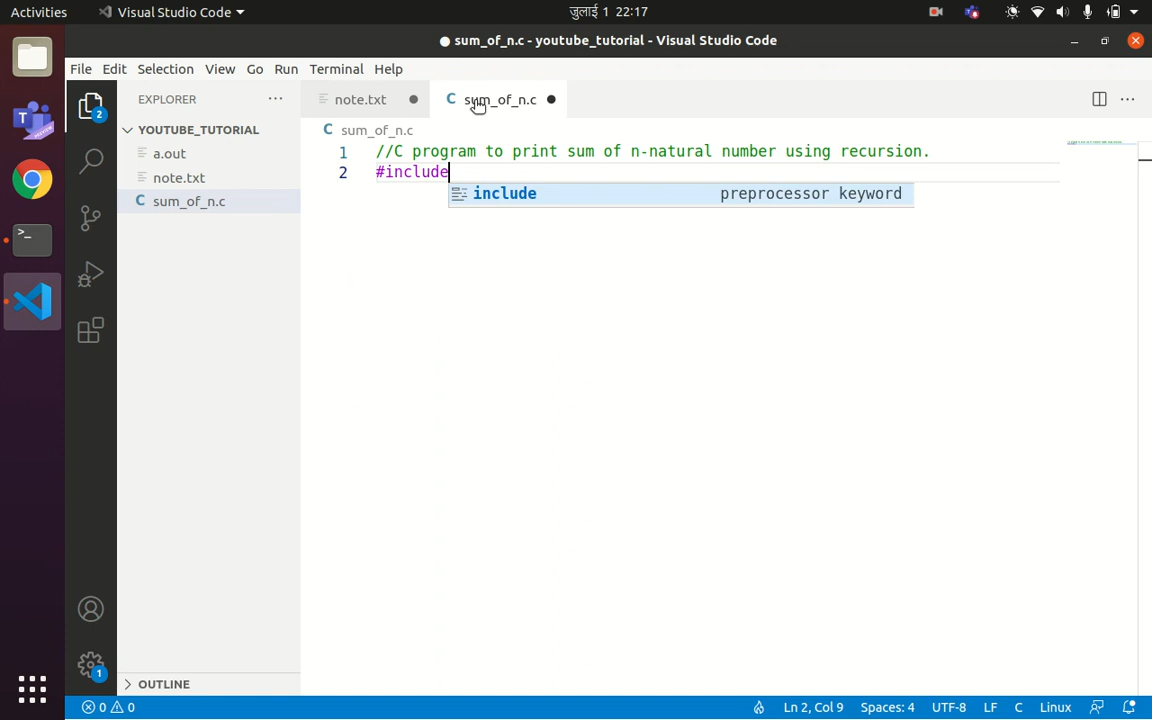 Activities
Visual Studio Code
जुलाई 1 22:17
● sum_of_n.c - youtube_tutorial - Visual Studio Code
File Edit Selection View Go Run Terminal Help
EXPLORER
note.txt
C sum_of_n.c
2
YOUTUBE_TUTORIAL
C sum_of_n.c
a.out
note.txt
C sum_of_n.c
1 //C program to print sum of n-natural number using recursion.
2 #include
include preprocessor keyword
OUTLINE
1
0 0
Ln 2, Col 9 Spaces: 4 UTF-8 LF C Linux